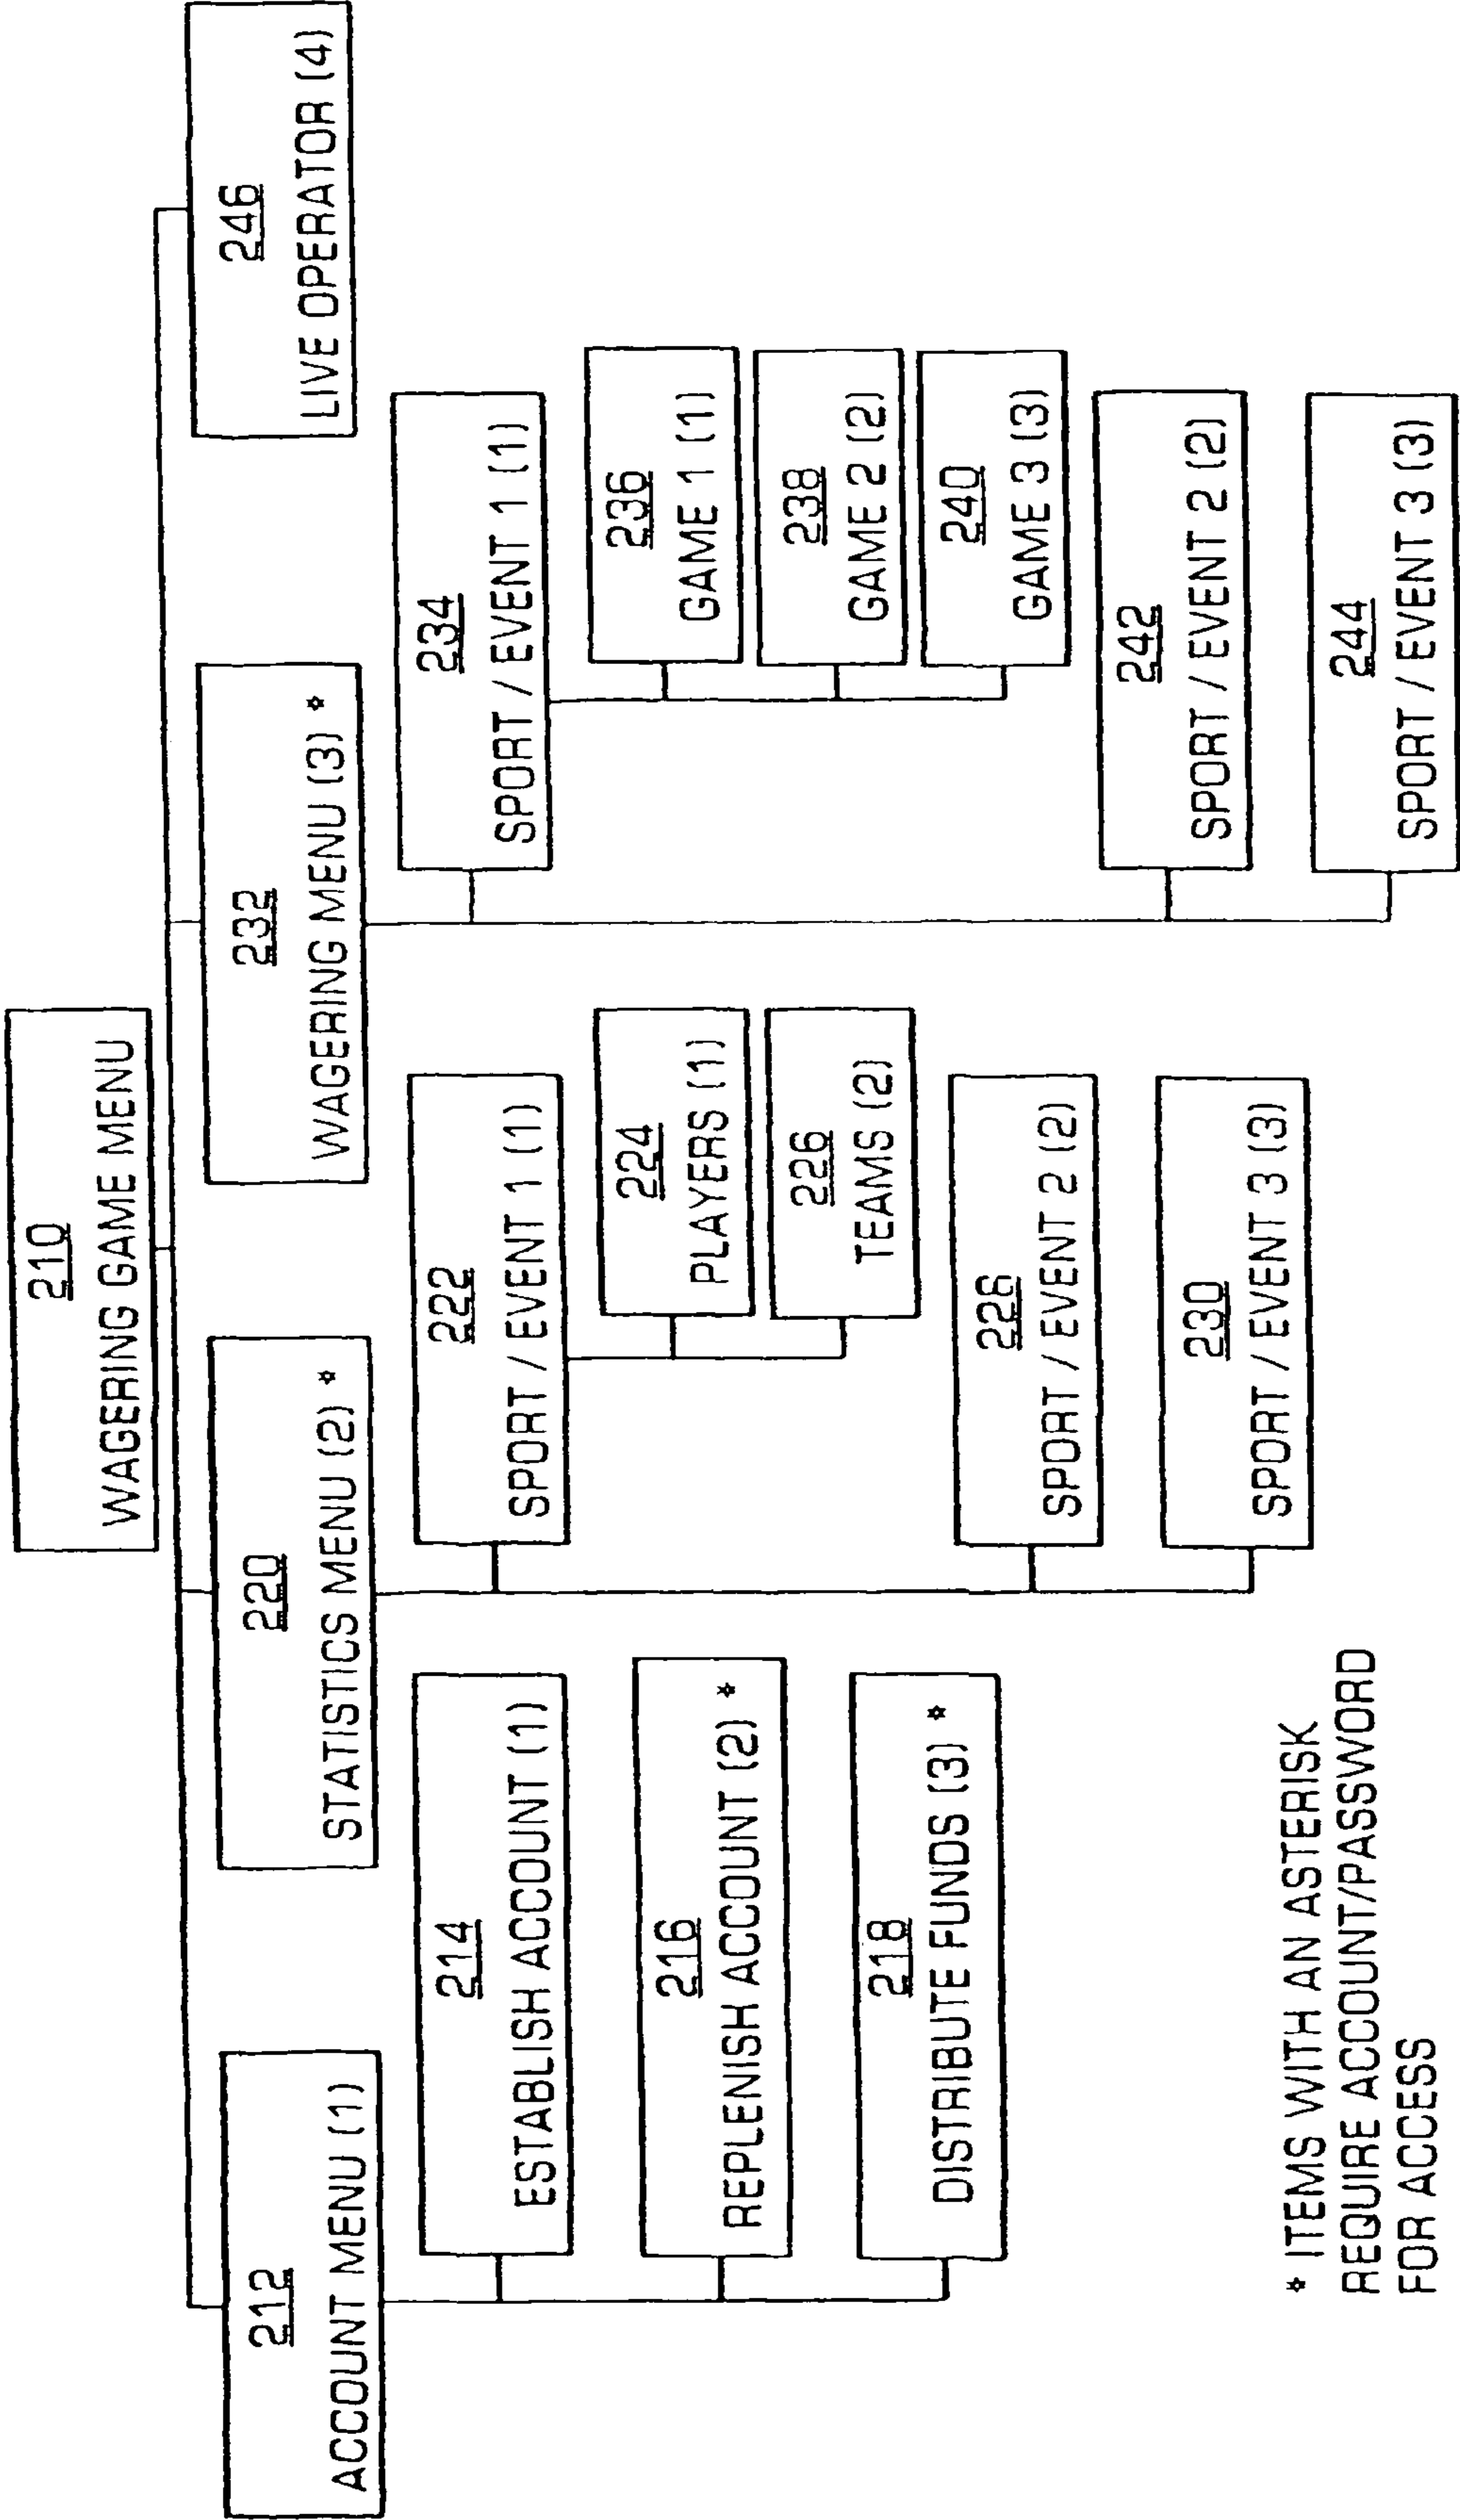 210
WAGERING GAME MENU
212
ACCOUNT MENU (1)
214
ESTABLISH ACCOUNT (1)
216
REPLENISH ACCOUNT (2) *
218
DISTRIBUTE FUNDS (3) *
220
STATISTICS MENU (2) *
222
SPORT / EVENT 1 (1)
224
PLAYERS (1)
226
TEAMS (2)
228
SPORT / EVENT 2 (2)
230
SPORT / EVENT 3 (3)
232
WAGERING MENU (3) *
234
SPORT / EVENT 1 (1)
236
GAME 1 (1)
238
GAME 2 (2)
240
GAME 3 (3)
242
SPORT / EVENT 2 (2)
244
SPORT / EVENT 3 (3)
246
LIVE OPERATOR (4)
* ITEMS WITH AN ASTERISK
REQUIRE ACCOUNT/PASSWORD
FOR ACCESS